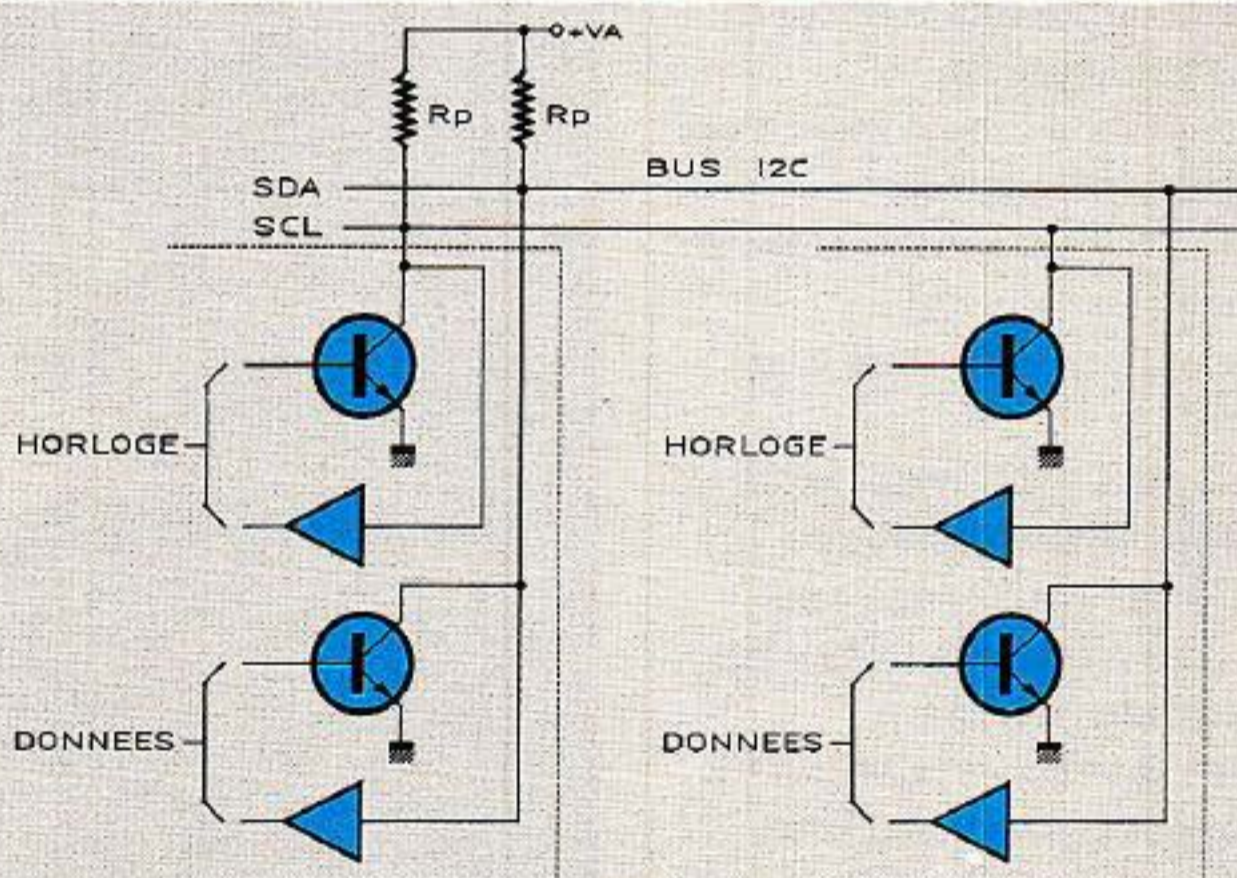 +VA
Rp
Rp
BUS I2C
SDA
SCL
HORLOGE
HORLOGE
DONNEES
DONNEES